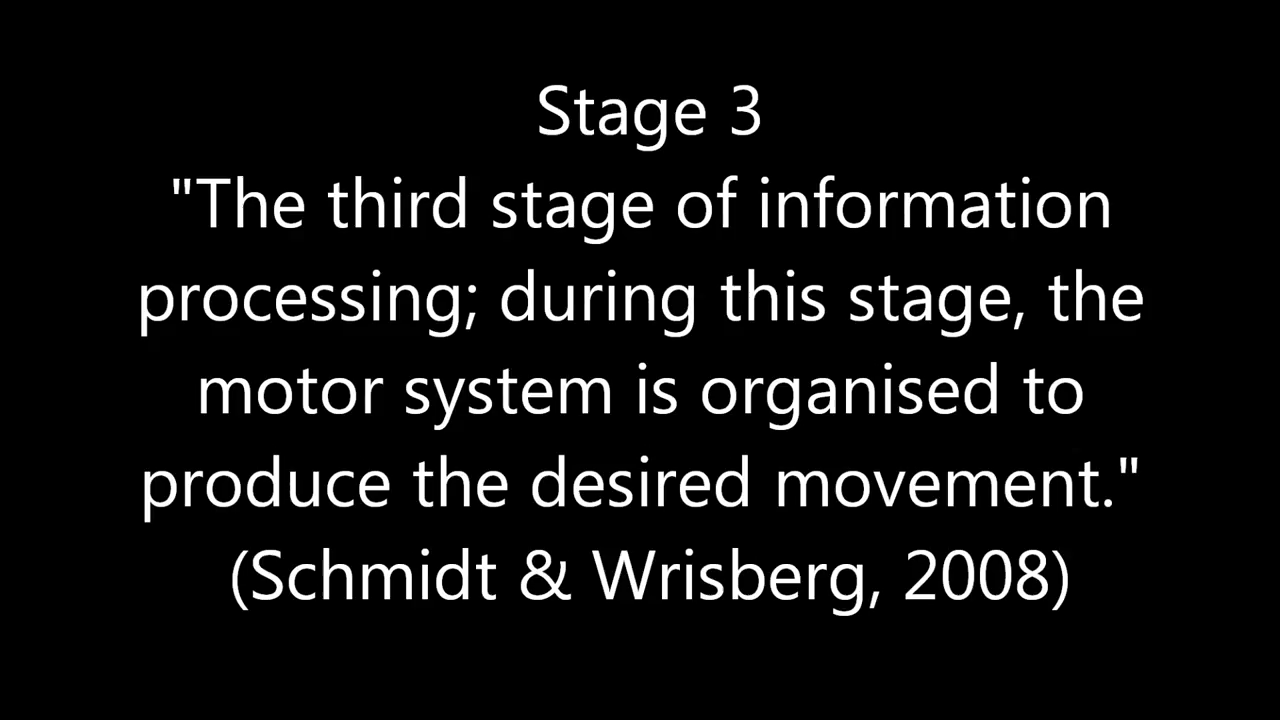 Stage 3
"The third stage of information
processing; during this stage, the
motor system is organised to
produce the desired movement."
(Schmidt & Wrisberg, 2008)